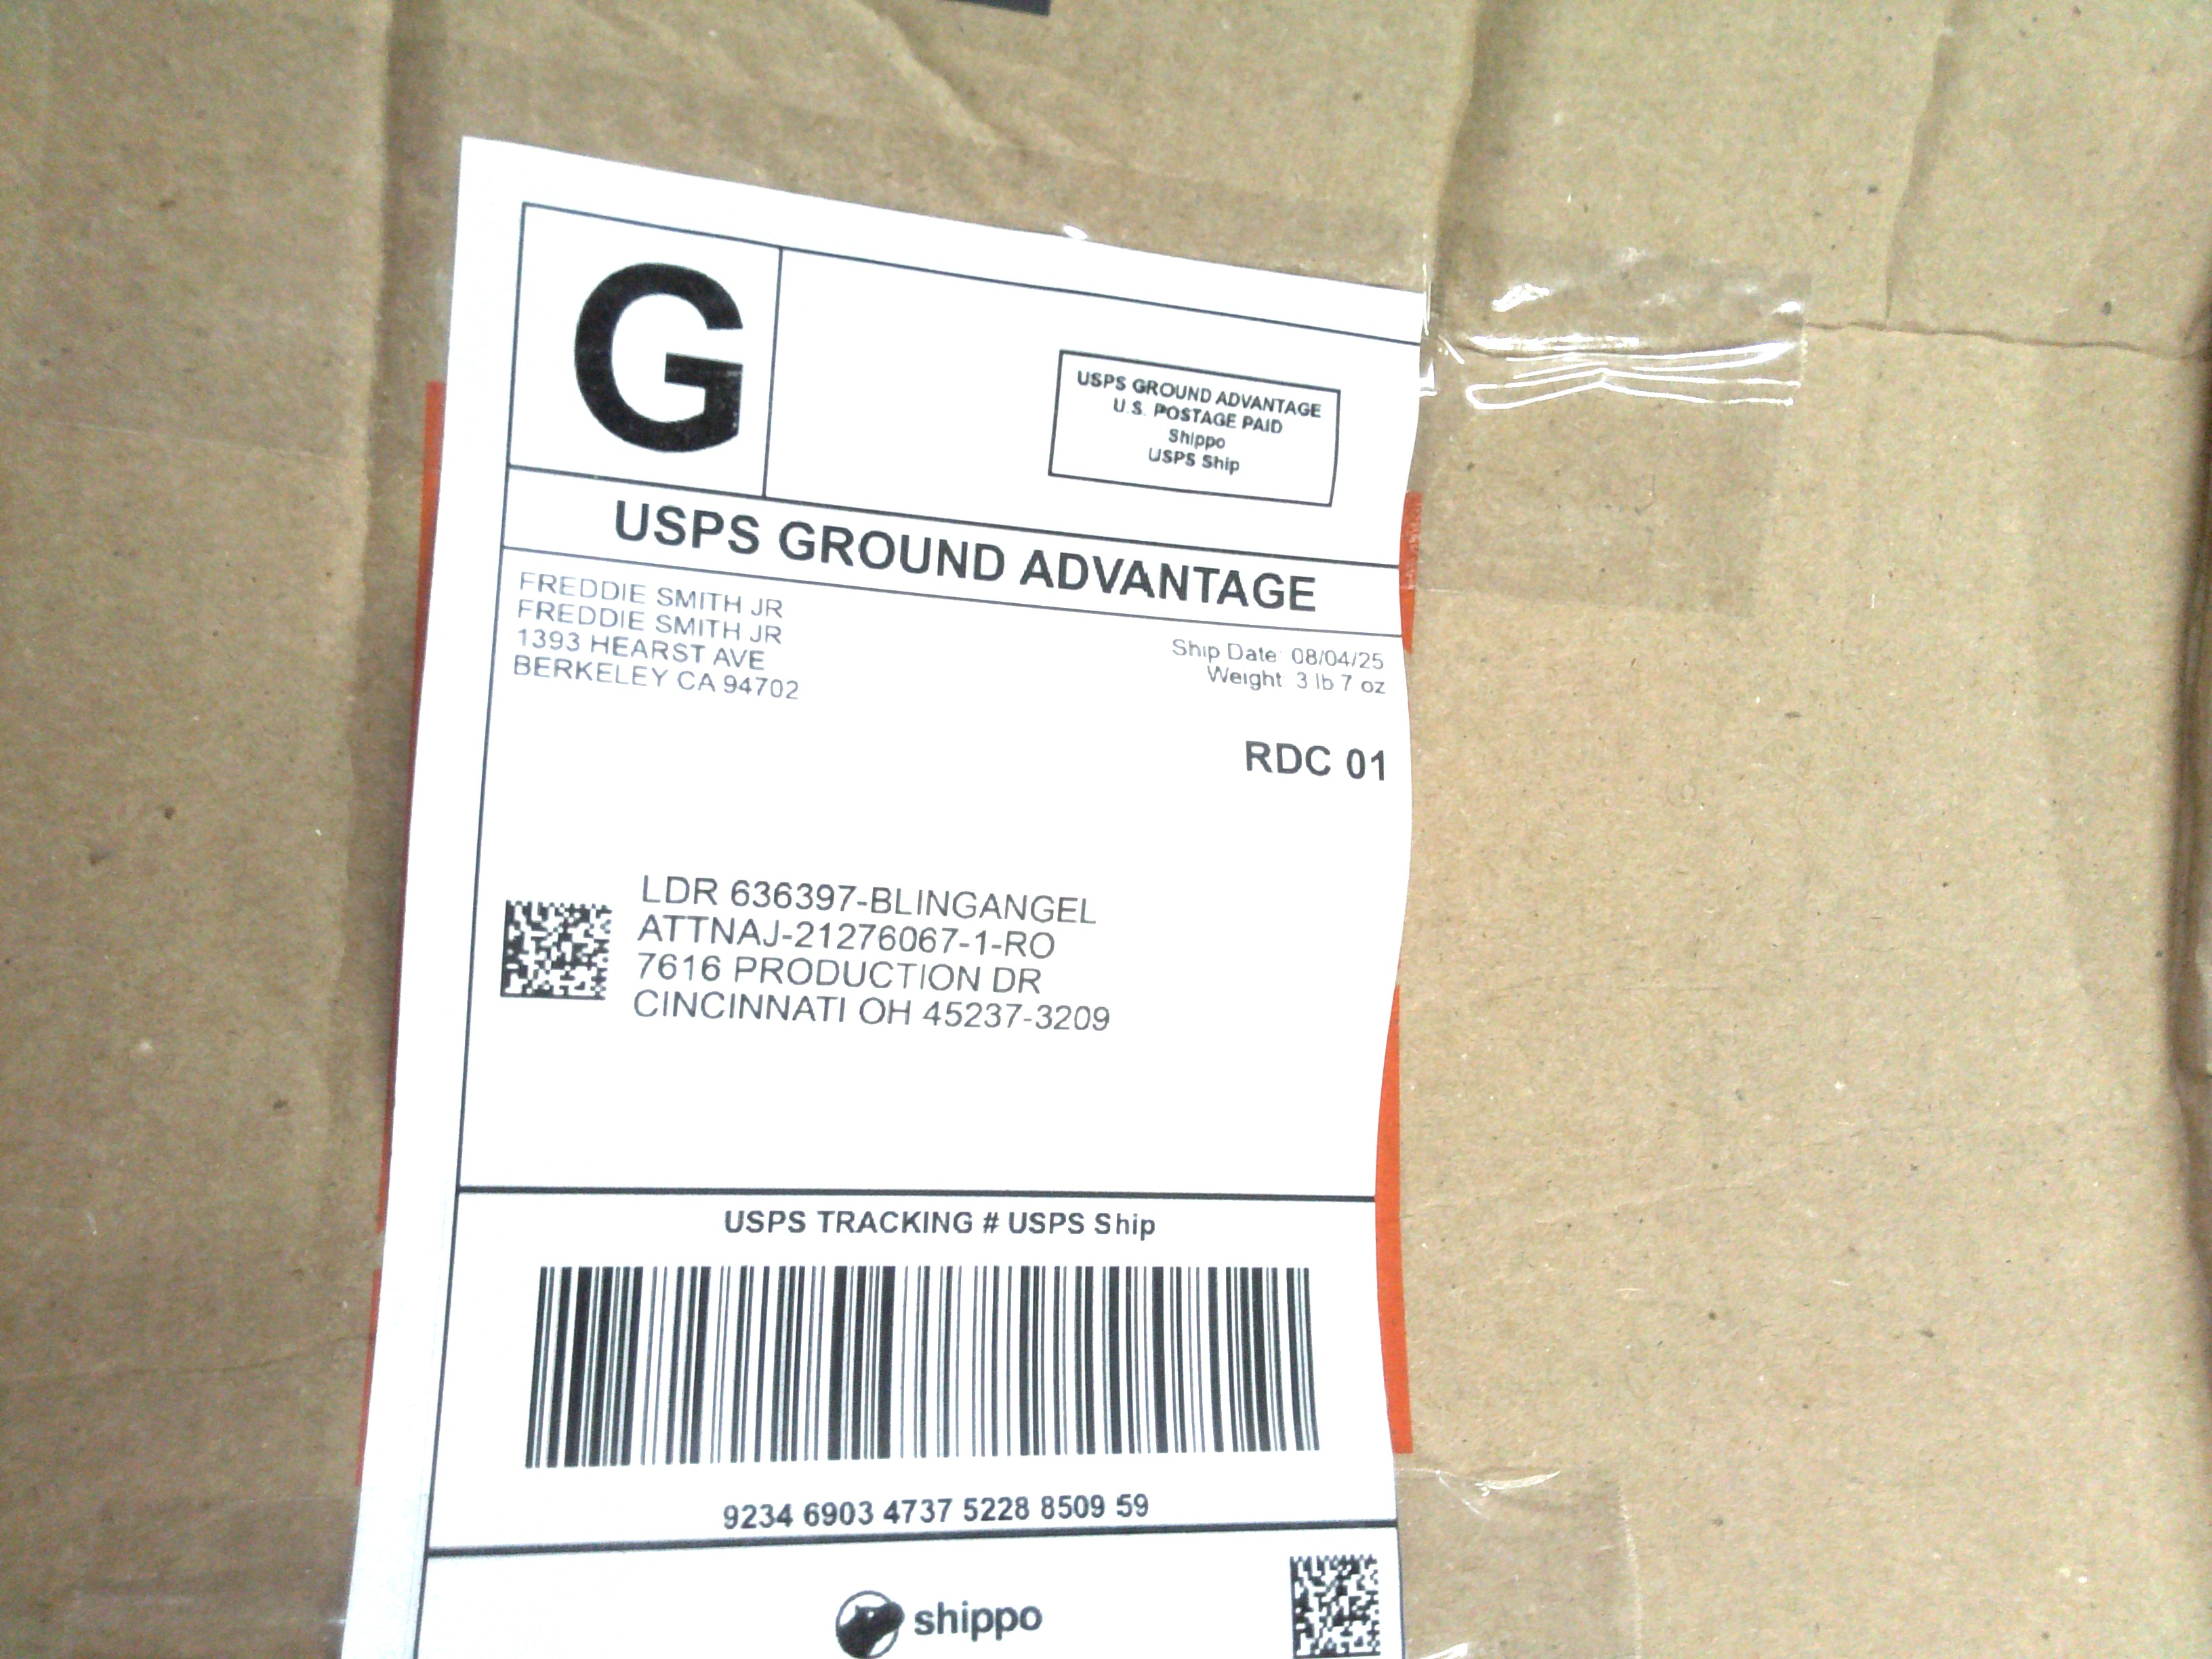 G
USPS GROUND ADVANTAGE
U.S. POSTAGE PAID
Shippo
USPS Ship
USPS GROUND ADVANTAGE
FREDDIE SMITH JR
FREDDIE SMITH JR
1393 HEARST AVE
BERKELEY CA 94702
Ship Date: 08/04/25
Weight: 3 lb 7 oz
RDC 01
LDR 636397-BLINGANGEL
ATTNAJ-21276067-1-RO
7616 PRODUCTION DR
CINCINNATI OH 45237-3209
USPS TRACKING # USPS Ship
9234 6903 4737 5228 8509 59
shippo